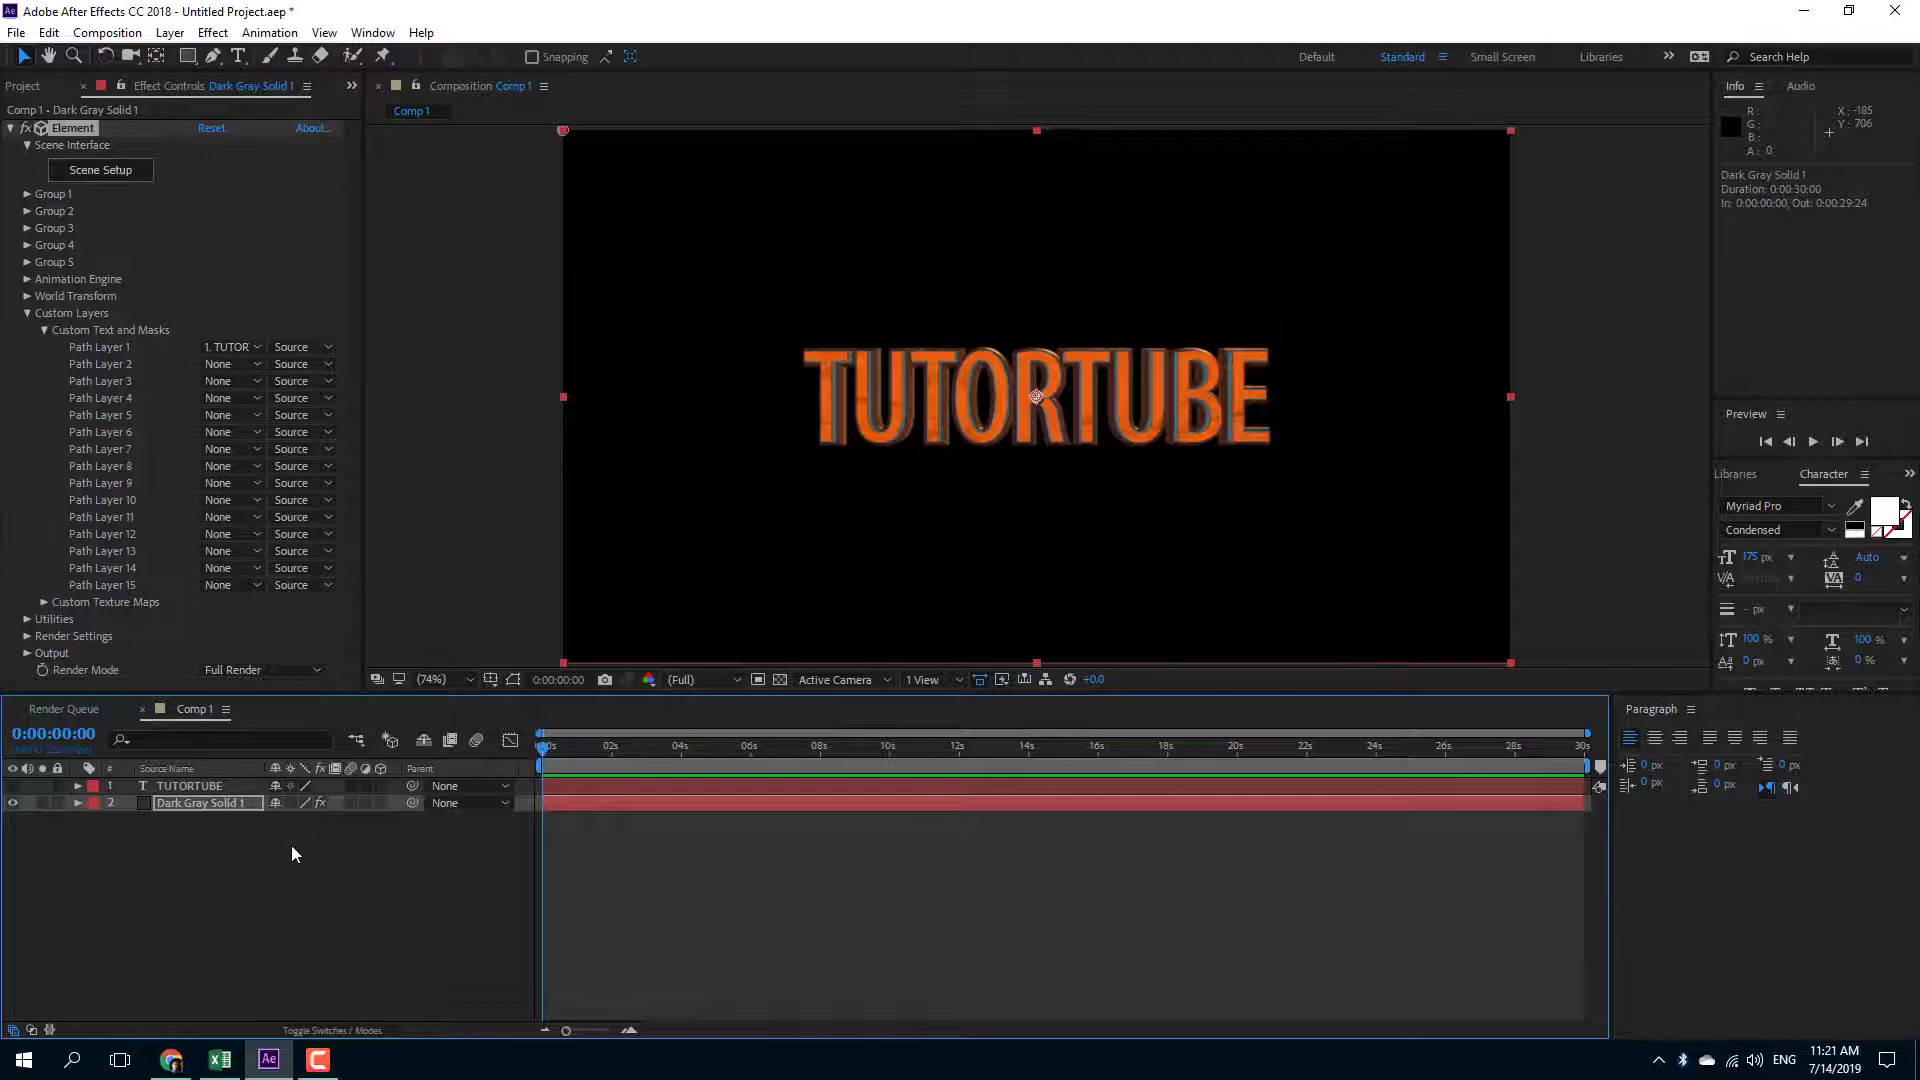 Adobe After Effects CC 2018 - Untitled Project.aep *
File Edit Composition Layer Effect Animation View Window Help
Snapping
Default Standard Small Screen Libraries Search Help
Project Effect Controls Dark Gray Solid 1
Composition Comp 1
Info Audio
Comp 1 - Dark Gray Solid 1
Comp 1
R:
G:
B:
A: 0
X: -185
Y: 706
Element Reset About...
Scene Interface
Scene Setup
Dark Gray Solid 1
Duration: 0:00:30:00
In: 0:00:00:00, Out: 0:00:29:24
Group 1
Group 2
Group 3
Group 4
Group 5
Animation Engine
World Transform
Custom Layers
Custom Text and Masks
Path Layer 1 1. TUTOR Source
Path Layer 2 None Source
Path Layer 3 None Source
Path Layer 4 None Source
Path Layer 5 None Source
Path Layer 6 None Source
Path Layer 7 None Source
Path Layer 8 None Source
Path Layer 9 None Source
Path Layer 10 None Source
Path Layer 11 None Source
Path Layer 12 None Source
Path Layer 13 None Source
Path Layer 14 None Source
Path Layer 15 None Source
Custom Texture Maps
Utilities
Render Settings
Output
Render Mode Full Render
TUTORTUBE
Preview
Libraries Character
Myriad Pro
Condensed
175 px Auto
0
- px
100 % 100 %
0 px 0 %
(74%) 0:00:00:00 (Full) Active Camera 1 View +0.0
Render Queue Comp 1
0:00:00:00
# Source Name Parent
1 TUTORTUBE None
2 Dark Gray Solid 1 None
02s 04s 06s 08s 10s 12s 14s 16s 18s 20s 22s 24s 26s 28s 30s
Toggle Switches / Modes
Paragraph
0 px 0 px 0 px
0 px 0 px
ENG
11:21 AM
7/14/2019